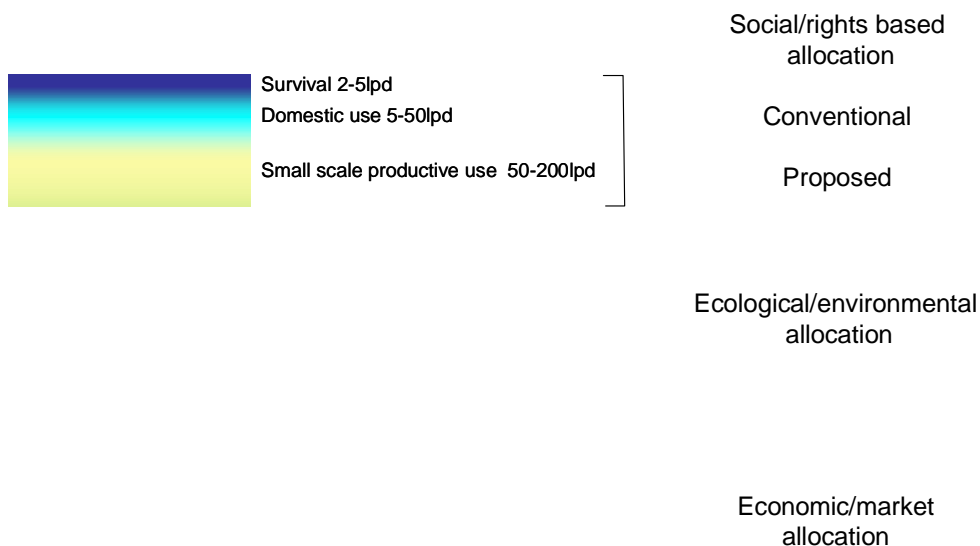 Social/rights based
allocation
Survival 2-5lpd
Domestic use 5-50lpd
Conventional
Small scale productive use 50-200lpd
Proposed
Ecological/environmental
allocation
Economic/market
allocation